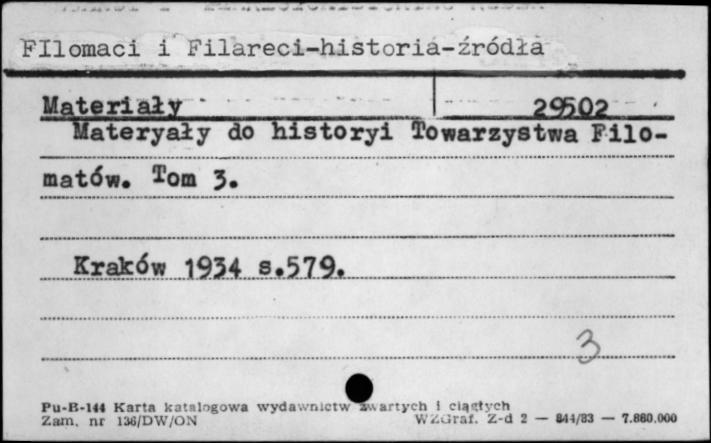 FIlomaci i Filareci-historia-źródła
Materiały 29502
Materyały do historyi Towarzystwa Filo-
matów. Tom 3.
Kraków 1934 s.579.
3
Pu-B-144 Karta katalogowa wydawnictw zwartych i ciągłych
Zam. nr 136/DW/ON WZGraf. Z-d 2 — 844/83 — 7.860.000